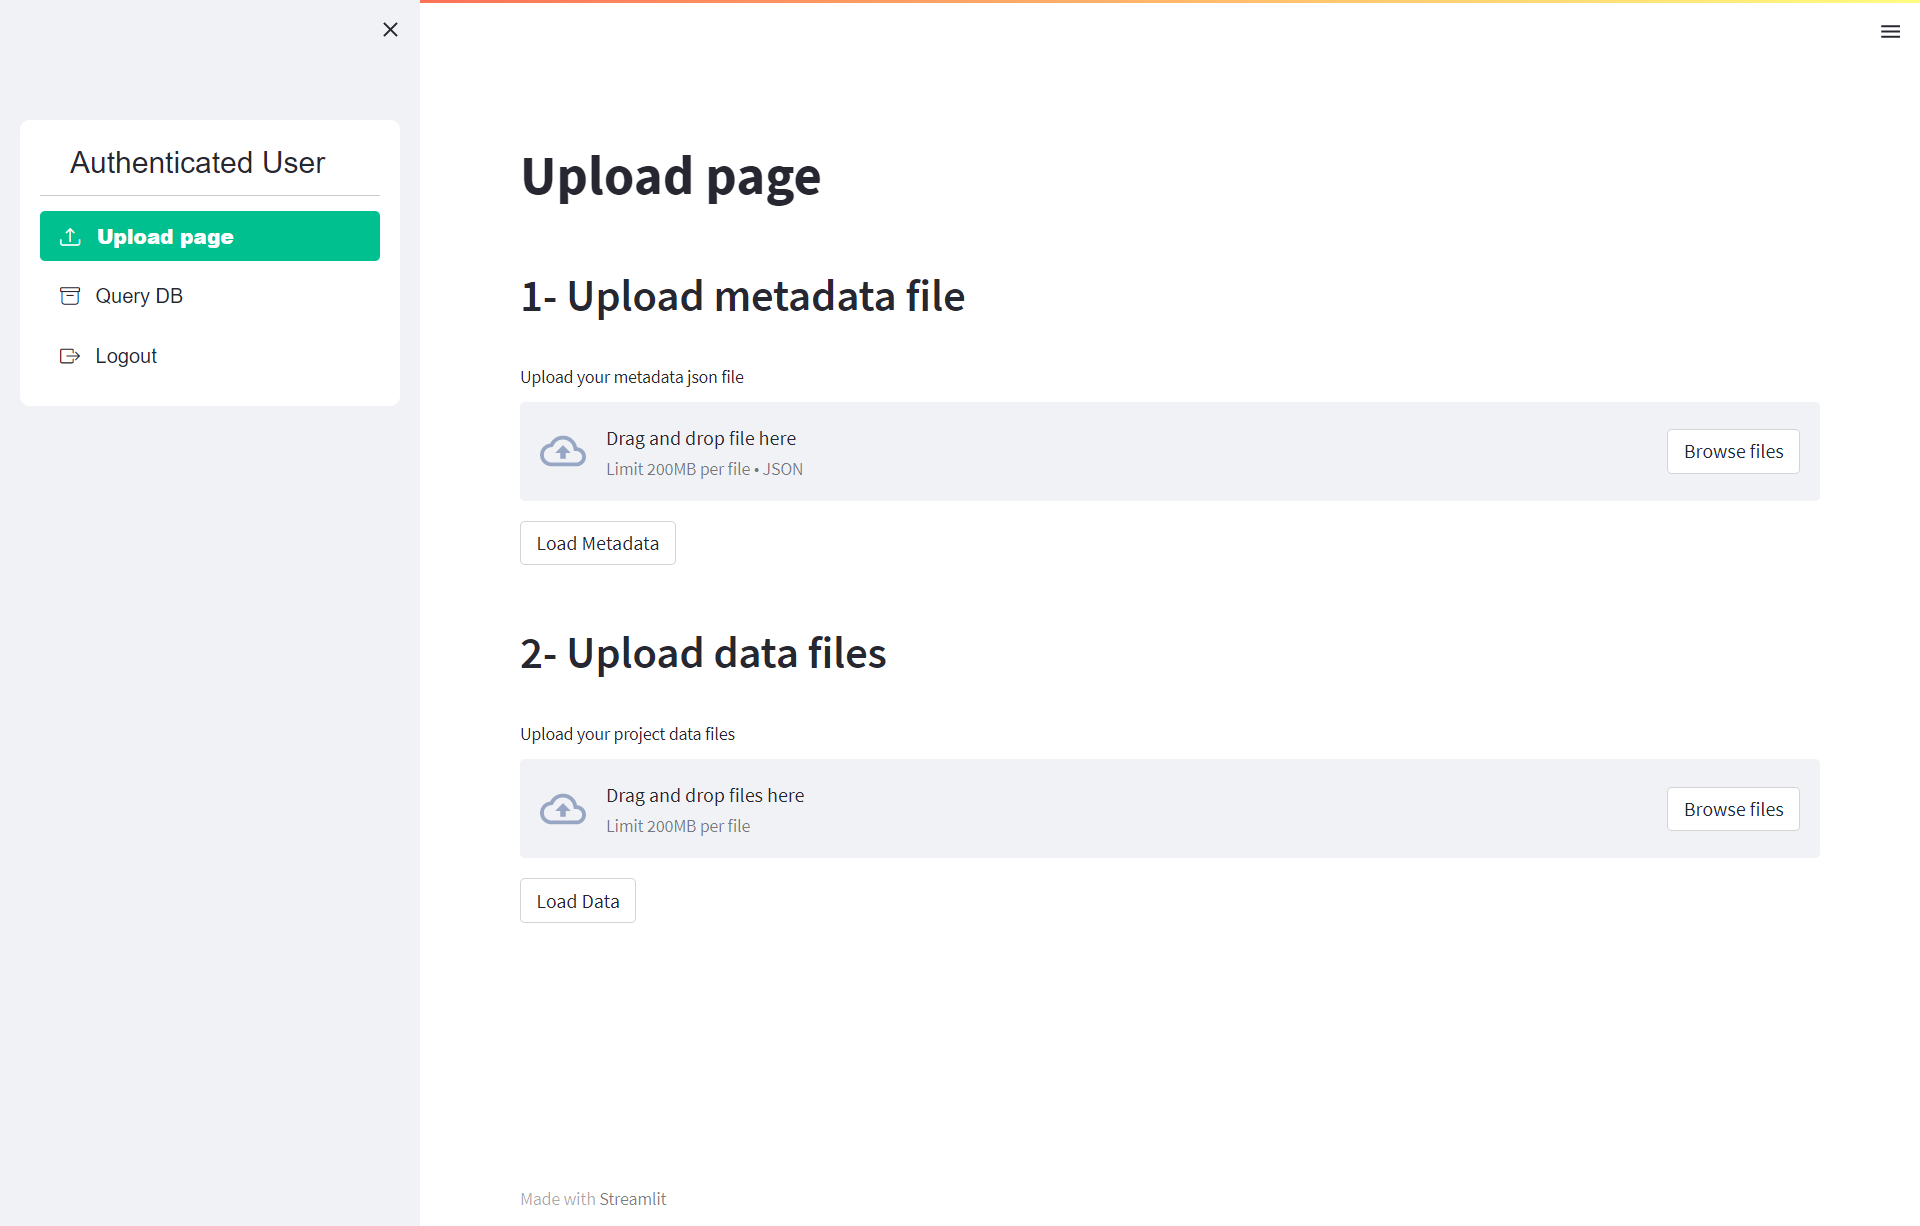 Authenticated User
Upload page
Query DB
Logout
Upload page
1- Upload metadata file
Upload your metadata json file
Drag and drop file here
Limit 200MB per file • JSON
Browse files
Load Metadata
2- Upload data files
Upload your project data files
Drag and drop files here
Limit 200MB per file
Browse files
Load Data
Made with Streamlit